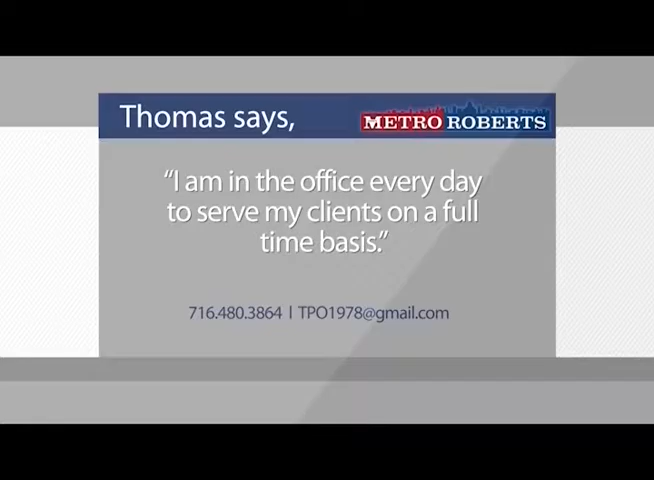 Thomas says,
METRO ROBERTS
“I am in the office every day
to serve my clients on a full
time basis.”
716.480.3864 | TPO1978@gmail.com